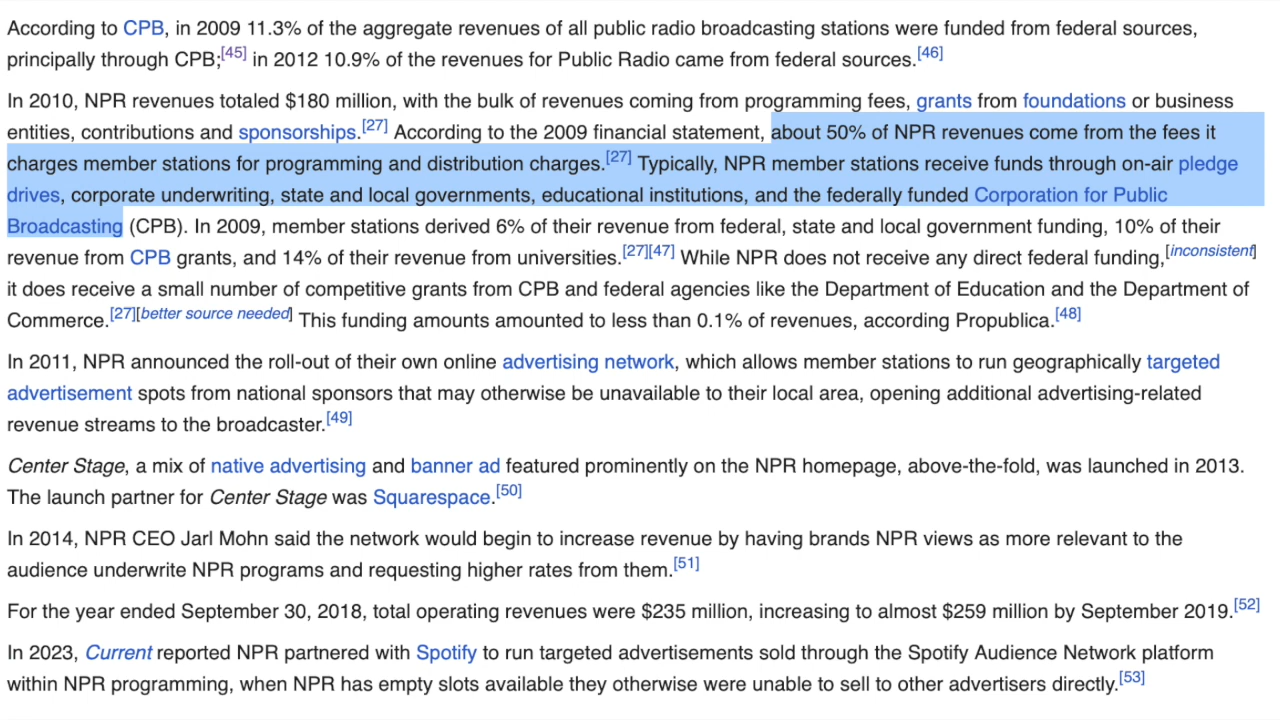 According to CPB, in 2009 11.3% of the aggregate revenues of all public radio broadcasting stations were funded from federal sources,
principally through CPB;[45] in 2012 10.9% of the revenues for Public Radio came from federal sources.[46]
In 2010, NPR revenues totaled $180 million, with the bulk of revenues coming from programming fees, grants from foundations or business
entities, contributions and sponsorships.[27] According to the 2009 financial statement, about 50% of NPR revenues come from the fees it
charges member stations for programming and distribution charges.[27] Typically, NPR member stations receive funds through on-air pledge
drives, corporate underwriting, state and local governments, educational institutions, and the federally funded Corporation for Public
Broadcasting (CPB). In 2009, member stations derived 6% of their revenue from federal, state and local government funding, 10% of their
revenue from CPB grants, and 14% of their revenue from universities.[27][47] While NPR does not receive any direct federal funding,[inconsistent]
it does receive a small number of competitive grants from CPB and federal agencies like the Department of Education and the Department of
Commerce.[27][better source needed] This funding amounts amounted to less than 0.1% of revenues, according Propublica.[48]
In 2011, NPR announced the roll-out of their own online advertising network, which allows member stations to run geographically targeted
advertisement spots from national sponsors that may otherwise be unavailable to their local area, opening additional advertising-related
revenue streams to the broadcaster.[49]
Center Stage, a mix of native advertising and banner ad featured prominently on the NPR homepage, above-the-fold, was launched in 2013.
The launch partner for Center Stage was Squarespace.[50]
In 2014, NPR CEO Jarl Mohn said the network would begin to increase revenue by having brands NPR views as more relevant to the
audience underwrite NPR programs and requesting higher rates from them.[51]
For the year ended September 30, 2018, total operating revenues were $235 million, increasing to almost $259 million by September 2019.[52]
In 2023, Current reported NPR partnered with Spotify to run targeted advertisements sold through the Spotify Audience Network platform
within NPR programming, when NPR has empty slots available they otherwise were unable to sell to other advertisers directly.[53]